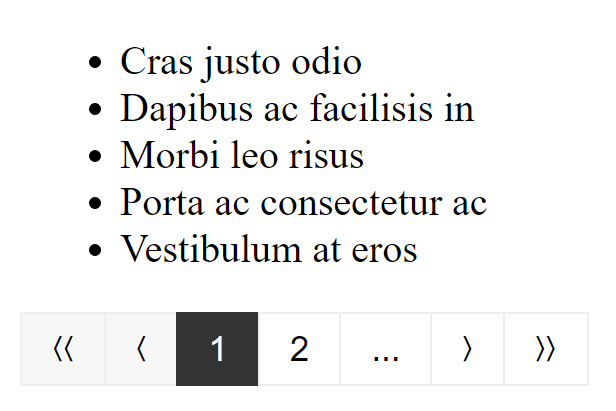 Cras justo odio
Dapibus ac facilisis in
Morbi leo risus
Porta ac consectetur ac
Vestibulum at eros
⟨⟨ ⟨ 1 2 ... ⟩ ⟩⟩